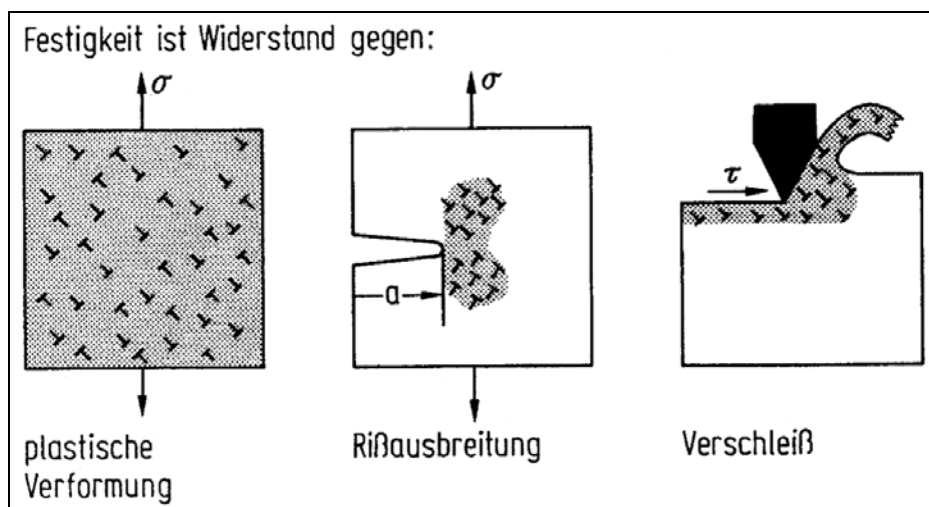 Festigkeit ist Widerstand gegen:
σ
σ
τ
a
plastische
Verformung
Rißausbreitung
Verschleiß